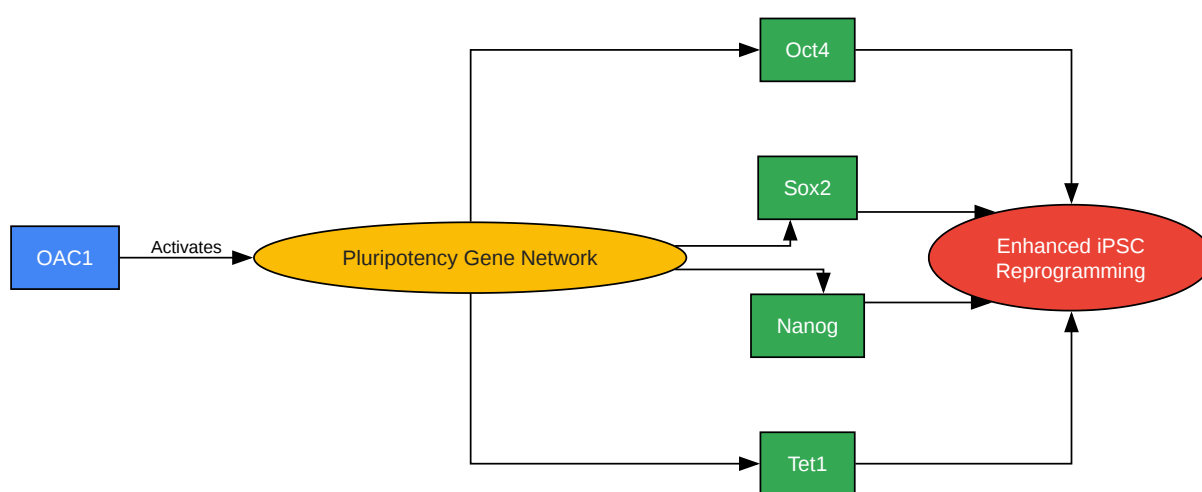 OAC1
Activates
Pluripotency Gene Network
Oct4
Sox2
Nanog
Tet1
Enhanced iPSC
Reprogramming